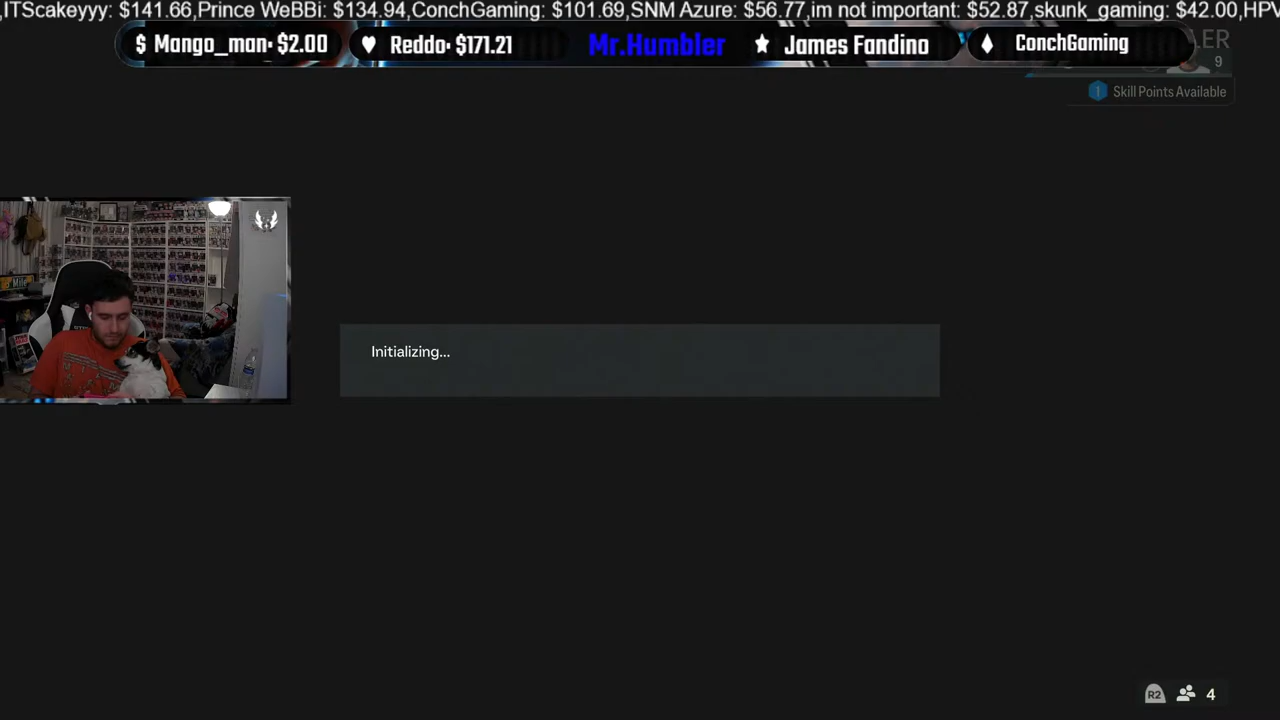 ,ITScakeyyy: $141.66,Prince WeBBi: $134.94,ConchGaming: $101.69,SNM Azure: $56.77,im not important: $52.87,skunk_gaming: $42.00,HPV
$ Mango_man• $2.00
Reddo• $171.21
Mr.Humbler
James Fandino
ConchGaming
LER
9
1 Skill Points Available
Initializing...
R2 4